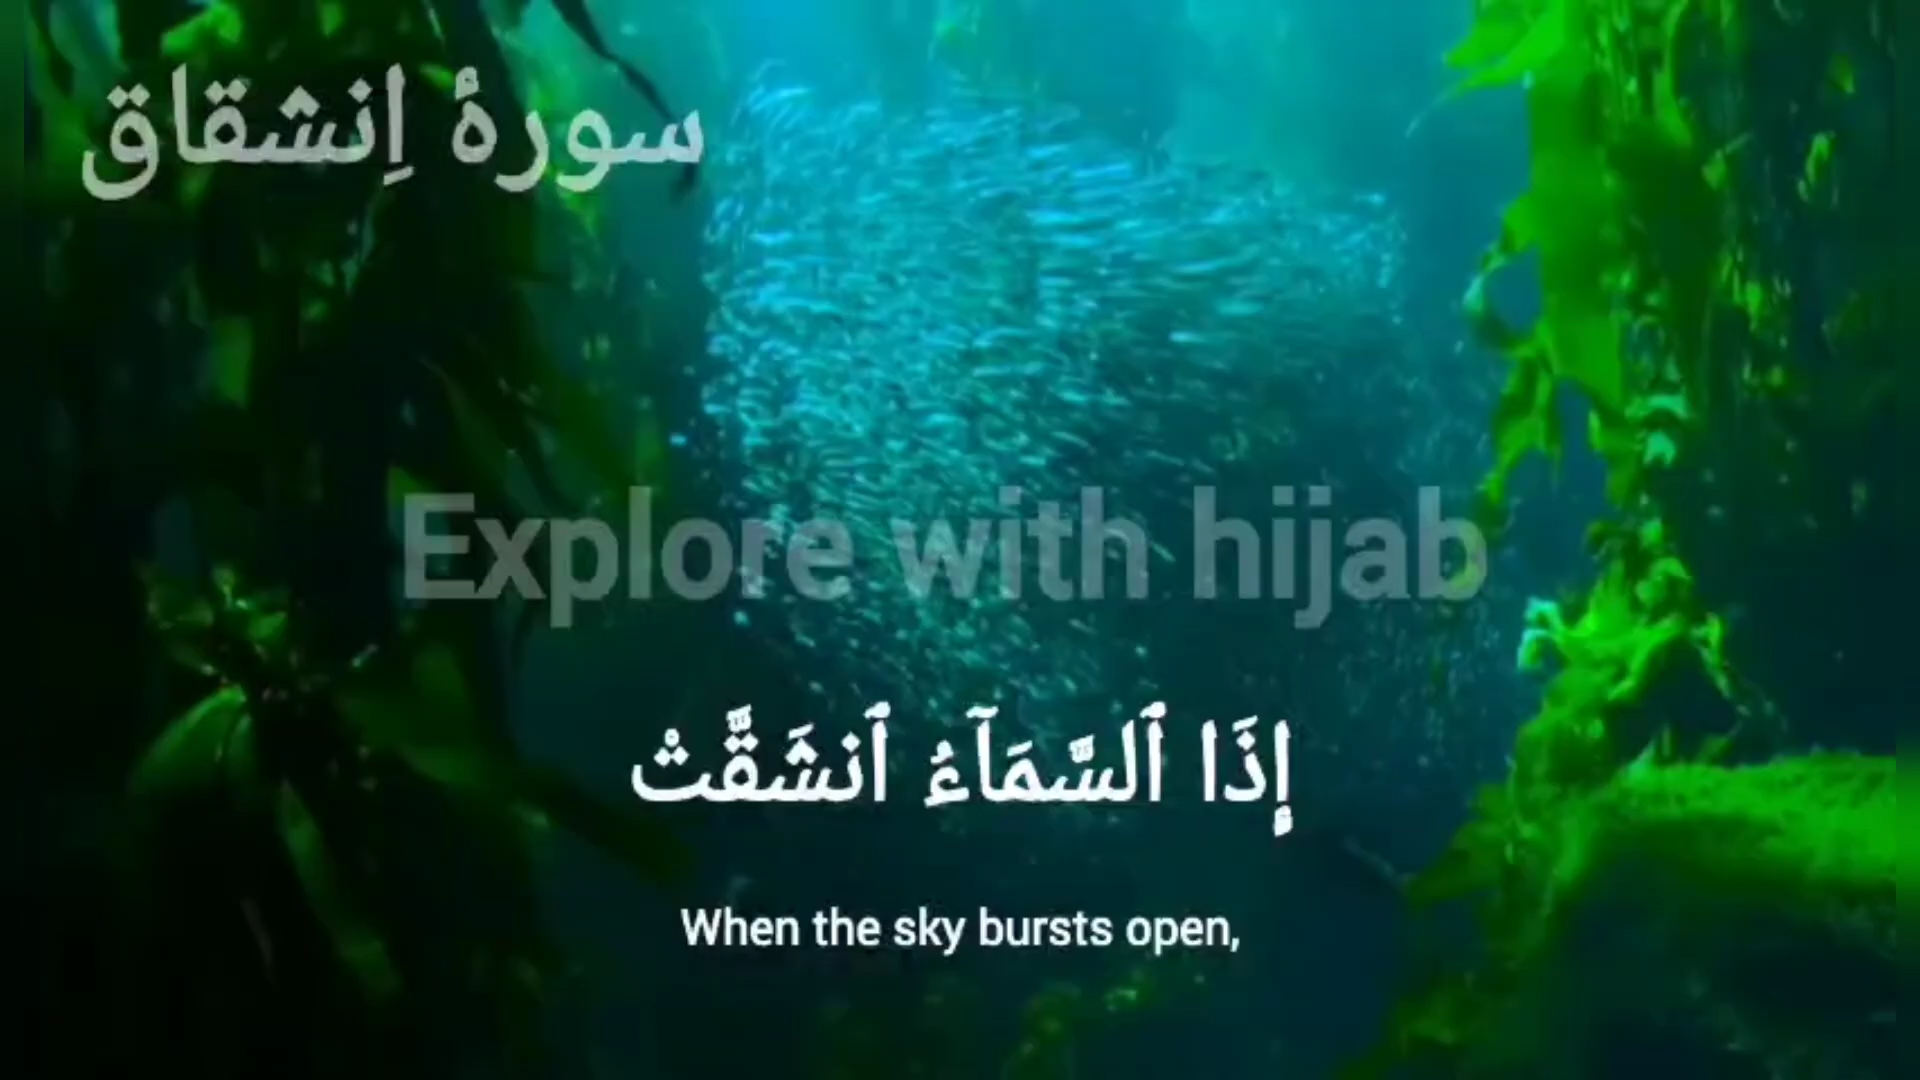 سورۂ اِنشقاق
Explore with hijab
إِذَا ٱلسَّمَآءُ ٱنشَقَّتْ
When the sky bursts open,